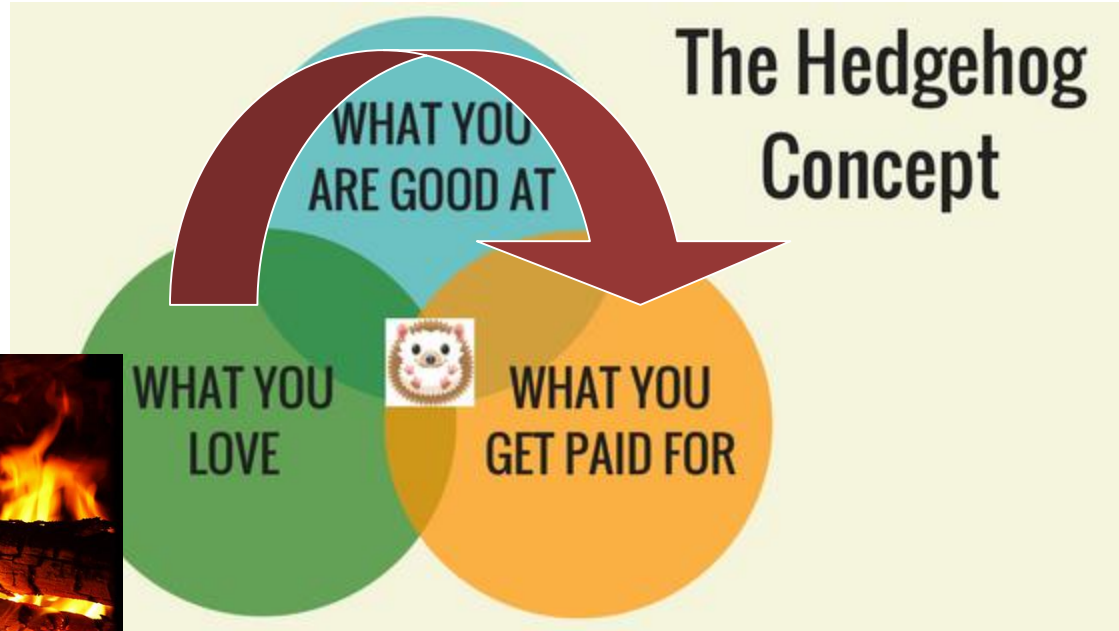 The Hedgehog
Concept
WHAT YOU
ARE GOOD AT
WHAT YOU
LOVE
WHAT YOU
GET PAID FOR